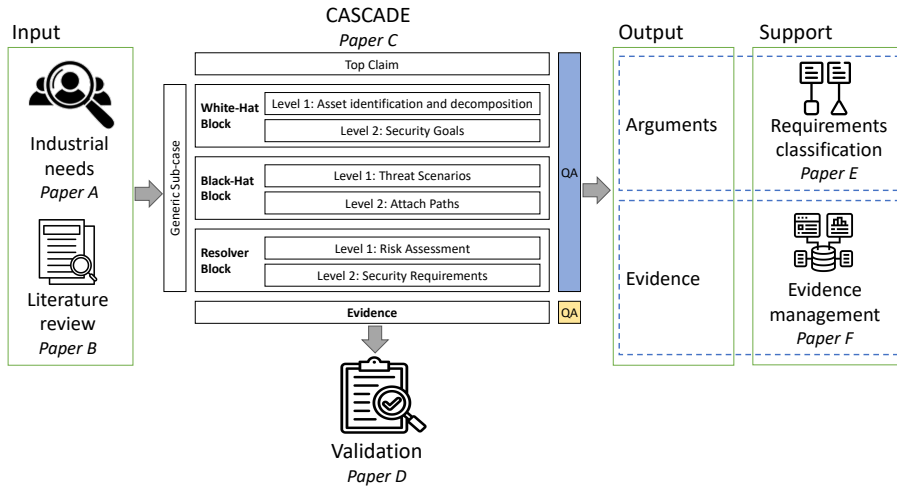 Input
Industrial
needs
Paper A
Literature
review
Paper B
CASCADE
Paper C
Top Claim
Generic Sub-case
White-Hat
Block
Level 1: Asset identification and decomposition
Level 2: Security Goals
Black-Hat
Block
Level 1: Threat Scenarios
Level 2: Attach Paths
Resolver
Block
Level 1: Risk Assessment
Level 2: Security Requirements
QA
Evidence
QA
Validation
Paper D
Output
Arguments
Evidence
Support
Requirements
classification
Paper E
Evidence
management
Paper F